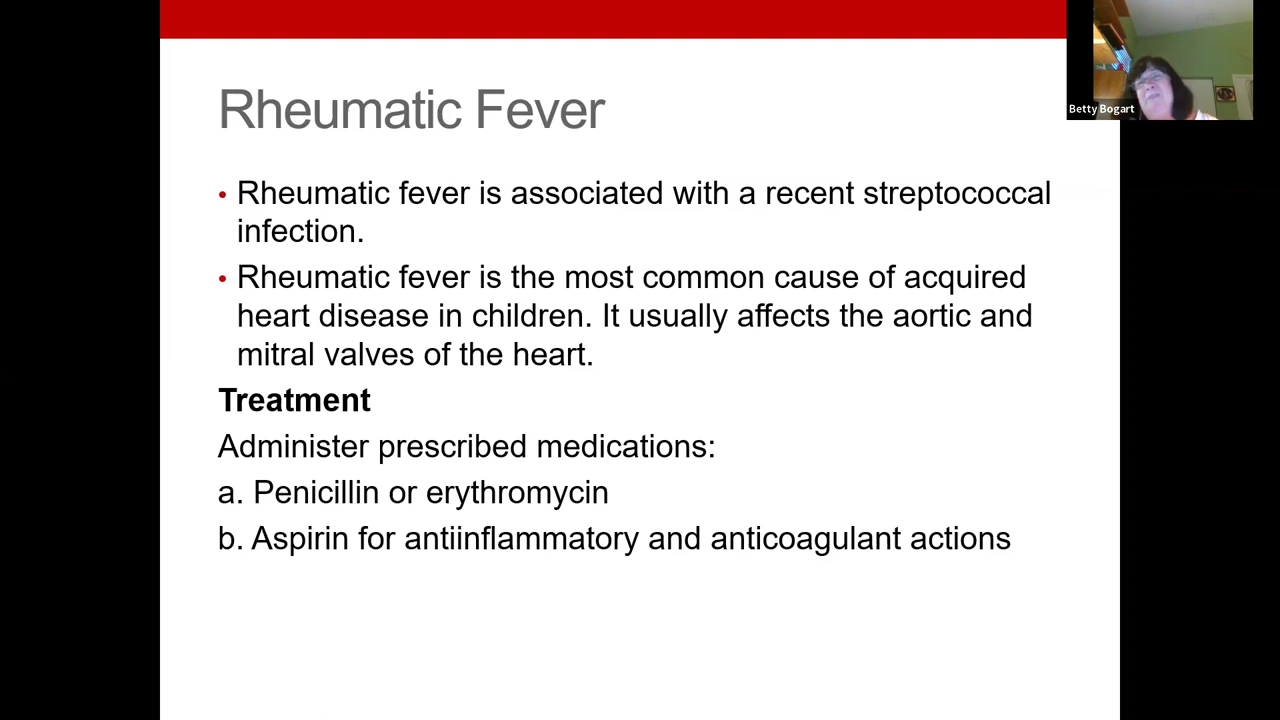 Rheumatic Fever
• Rheumatic fever is associated with a recent streptococcal
infection.
• Rheumatic fever is the most common cause of acquired
heart disease in children. It usually affects the aortic and
mitral valves of the heart.
Treatment
Administer prescribed medications:
a. Penicillin or erythromycin
b. Aspirin for antiinflammatory and anticoagulant actions
Betty Bogart